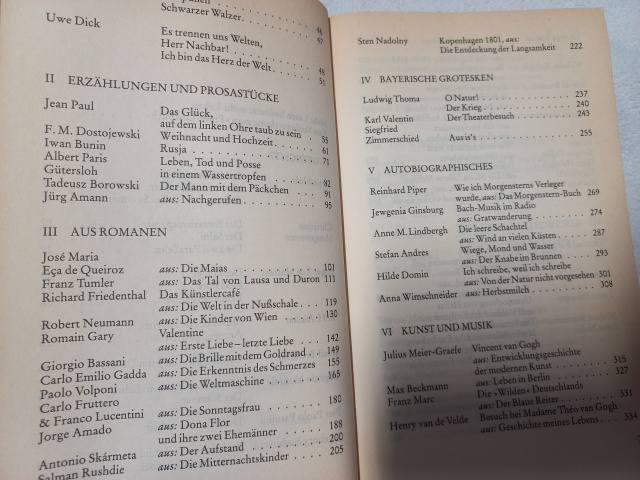 Schwarzer Walzer. . . . . . . . . 47
Uwe Dick
Es trennen uns Welten,
Herr Nachbar! . . . . . . . . . 48
Ich bin das Herz der Welt . . . . 51
II ERZÄHLUNGEN UND PROSASTÜCKE
Jean Paul Das Glück,
auf dem linken Ohre taub zu sein . . 55
F. M. Dostojewski Weihnacht und Hochzeit . . . . 61
Iwan Bunin Rusja . . . . . . . . . . . 71
Albert Paris Leben, Tod und Posse
Gütersloh in einem Wassertropfen . . . . 82
Tadeusz Borowski Der Mann mit dem Päckchen . . 91
Jürg Amann aus: Nachgerufen . . . . . . . 95
III AUS ROMANEN
José Maria
Eça de Queiroz aus: Die Maias . . . . . . . . . 101
Franz Tumler aus: Das Tal von Lausa und Duron 111
Richard Friedenthal Das Künstlercafé
aus: Die Welt in der Nußschale . . 119
Robert Neumann aus: Die Kinder von Wien . . . . 130
Romain Gary Valentine
aus: Erste Liebe – letzte Liebe . . . 142
Giorgio Bassani aus: Die Brille mit dem Goldrand . . 149
Carlo Emilio Gadda aus: Die Erkenntnis des Schmerzes 155
Paolo Volponi aus: Die Weltmaschine . . . . . 165
Carlo Fruttero
& Franco Lucentini aus: Die Sonntagsfrau . . . . . 180
Jorge Amado aus: Dona Flor
und ihre zwei Ehemänner . . . . 188
Antonio Skármeta aus: Der Aufstand . . . . . . . 200
Salman Rushdie aus: Die Mitternachtskinder . . . 205
Sten Nadolny Kopenhagen 1801, aus:
Die Entdeckung der Langsamkeit 222
IV BAYERISCHE GROTESKEN
Ludwig Thoma O Natur! . . . . . . . . . . 237
Der Krieg . . . . . . . . . . 240
Karl Valentin Der Theaterbesuch . . . . . . 243
Siegfried
Zimmerschied Aus is's . . . . . . . . . . . 255
V AUTOBIOGRAPHISCHES
Reinhard Piper Wie ich Morgensterns Verleger
wurde, aus: Das Morgenstern-Buch 269
Jewgenia Ginsburg Bach-Musik im Radio
aus: Gratwanderung . . . . . . 274
Anne M. Lindbergh Die leere Schachtel
aus: Wind an vielen Küsten . . . 287
Stefan Andres Wiege, Mond und Wasser
aus: Der Knabe im Brunnen . . . 293
Hilde Domin Ich schreibe, weil ich schreibe
aus: Von der Natur nicht vorgesehen 301
Anna Wimschneider aus: Herbstmilch . . . . . . . 308
VI KUNST UND MUSIK
Julius Meier-Graefe Vincent van Gogh
aus: Entwicklungsgeschichte
der modernen Kunst . . . . . . 315
Max Beckmann aus: Leben in Berlin . . . . . . 327
Franz Marc Die »Wilden« Deutschlands
aus: Der Blaue Reiter . . . . . . 331
Henry van de Velde Besuch bei Madame Théo van Gogh
aus: Geschichte meines Lebens . . . 334